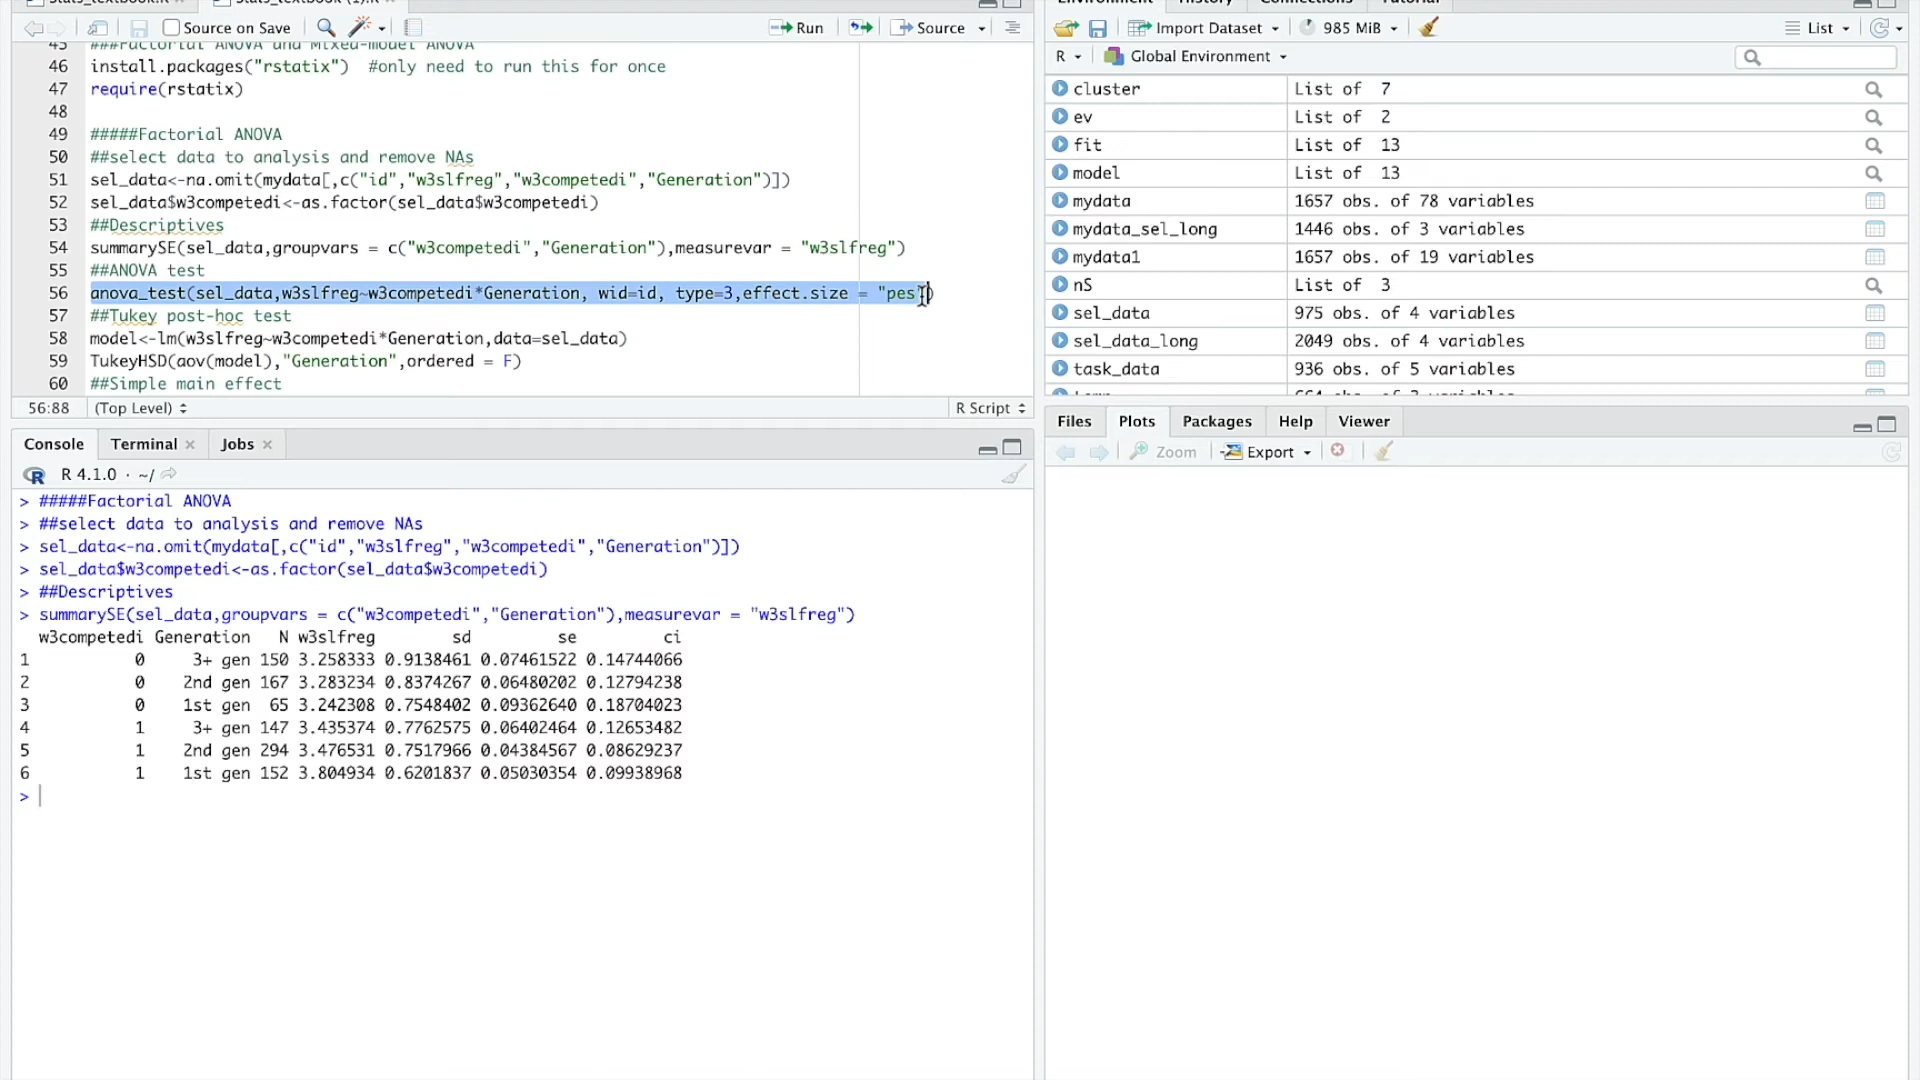 Stats_textbook.R ×
Stats_textbook (1).R ×
Source on Save
Run
Source
45 ###Factorial ANOVA and Mixed-model ANOVA
46 install.packages("rstatix")  #only need to run this for once
47 require(rstatix)
48
49 #####Factorial ANOVA
50 ##select data to analysis and remove NAs
51 sel_data<-na.omit(mydata[,c("id","w3slfreg","w3competedi","Generation")])
52 sel_data$w3competedi<-as.factor(sel_data$w3competedi)
53 ##Descriptives
54 summarySE(sel_data,groupvars = c("w3competedi","Generation"),measurevar = "w3slfreg")
55 ##ANOVA test
56 anova_test(sel_data,w3slfreg~w3competedi*Generation, wid=id, type=3,effect.size = "pes")
57 ##Tukey post-hoc test
58 model<-lm(w3slfreg~w3competedi*Generation,data=sel_data)
59 TukeyHSD(aov(model),"Generation",ordered = F)
60 ##Simple main effect
56:88 (Top Level) R Script
Console Terminal × Jobs ×
R 4.1.0 · ~/
> #####Factorial ANOVA
> ##select data to analysis and remove NAs
> sel_data<-na.omit(mydata[,c("id","w3slfreg","w3competedi","Generation")])
> sel_data$w3competedi<-as.factor(sel_data$w3competedi)
> ##Descriptives
> summarySE(sel_data,groupvars = c("w3competedi","Generation"),measurevar = "w3slfreg")
w3competedi Generation N w3slfreg sd se ci
1 0 3+ gen 150 3.258333 0.9138461 0.07461522 0.14744066
2 0 2nd gen 167 3.283234 0.8374267 0.06480202 0.12794238
3 0 1st gen 65 3.242308 0.7548402 0.09362640 0.18704023
4 1 3+ gen 147 3.435374 0.7762575 0.06402464 0.12653482
5 1 2nd gen 294 3.476531 0.7517966 0.04384567 0.08629237
6 1 1st gen 152 3.804934 0.6201837 0.05030354 0.09938968
>
Environment History Connections Tutorial
Import Dataset 985 MiB List
R Global Environment
cluster List of 7
ev List of 2
fit List of 13
model List of 13
mydata 1657 obs. of 78 variables
mydata_sel_long 1446 obs. of 3 variables
mydata1 1657 obs. of 19 variables
nS List of 3
sel_data 975 obs. of 4 variables
sel_data_long 2049 obs. of 4 variables
task_data 936 obs. of 5 variables
Files Plots Packages Help Viewer
Zoom Export